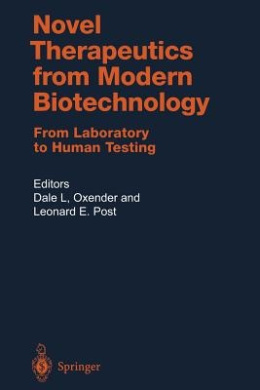 Novel
Therapeutics
from Modern
Biotechnology
From Laboratory
to Human Testing
Editors
Dale L, Oxender and
Leonard E. Post
Springer